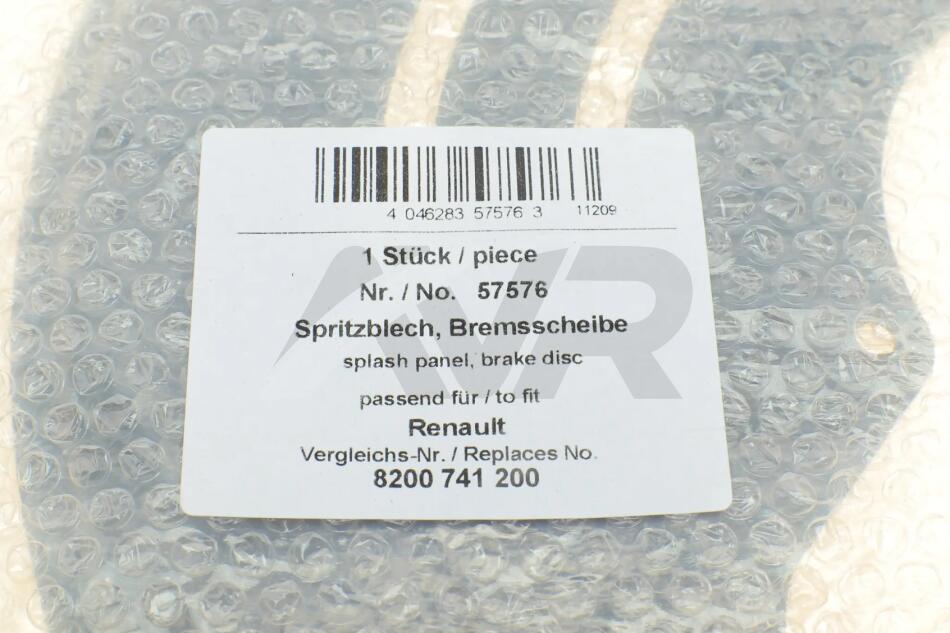 4 046283 57576 3 11209
1 Stück / piece
Nr. / No. 57576
Spritzblech, Bremsscheibe
splash panel, brake disc
passend für / to fit
Renault
Vergleichs-Nr. / Replaces No.
8200 741 200